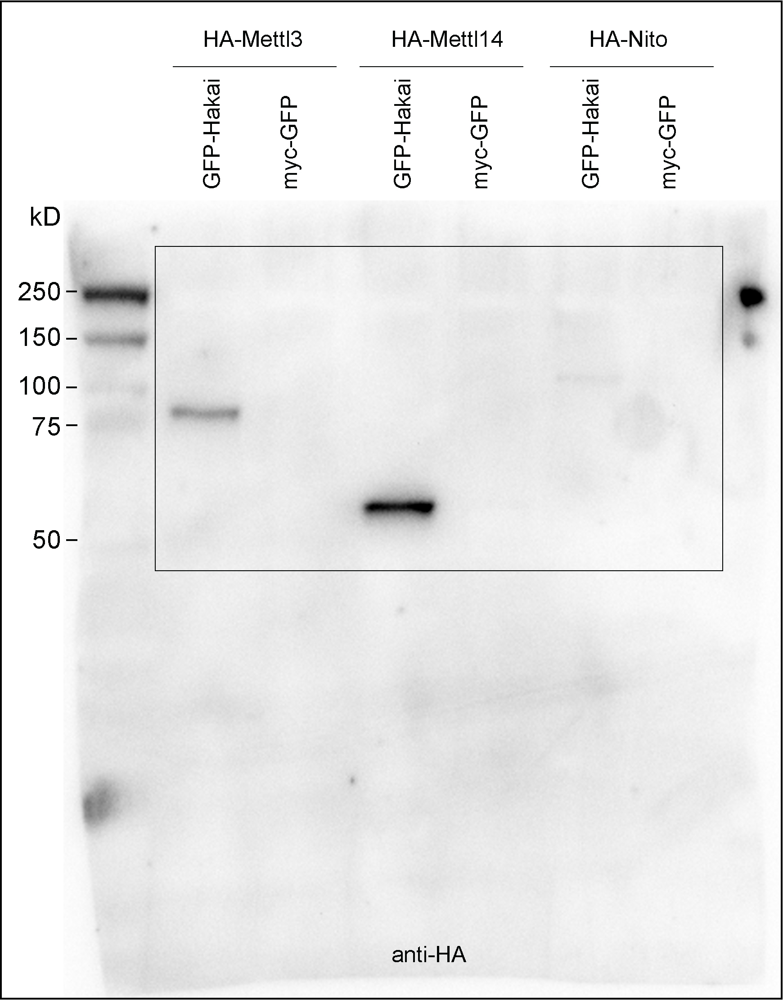 HA-Mettl3 HA-Mettl14 HA-Nito
GFP-Hakai myc-GFP GFP-Hakai myc-GFP GFP-Hakai myc-GFP
kD
250
150
100
75
50
anti-HA